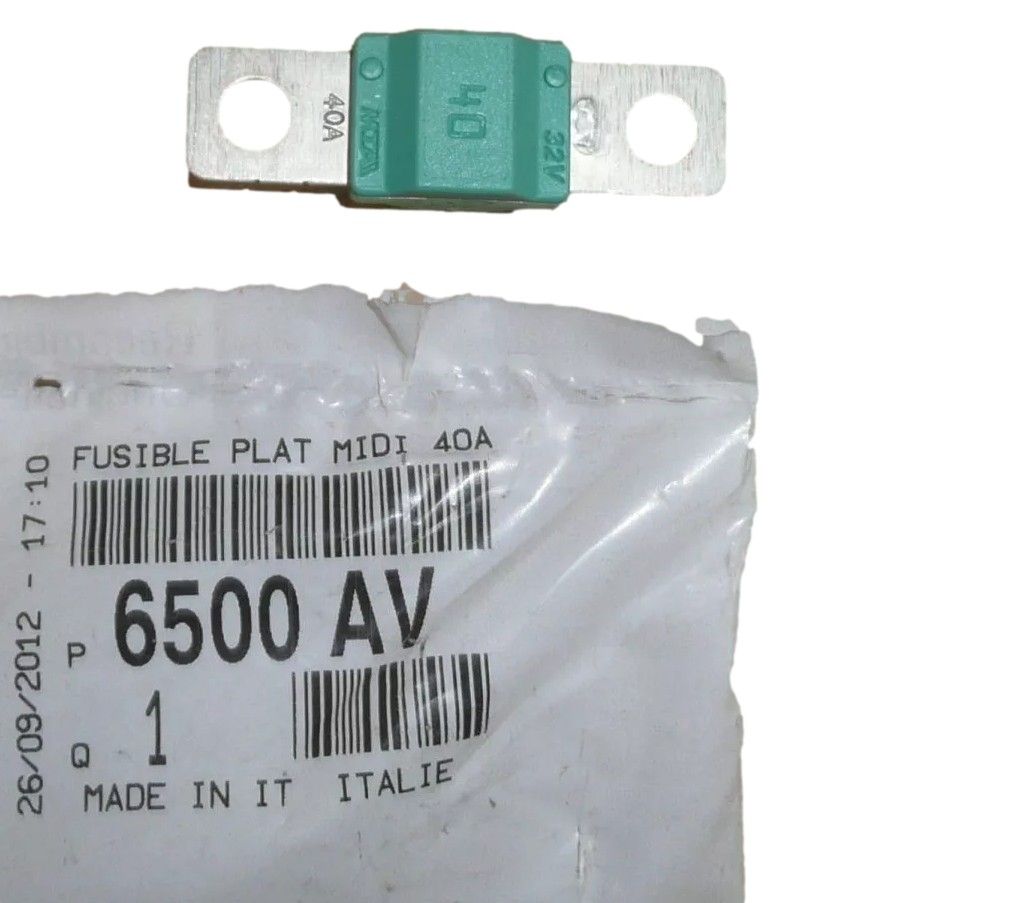 40A
MTA
40
32V
FUSIBLE PLAT MIDI 40A
26/09/2012 - 17:10
P 6500 AV
Q 1
MADE IN IT ITALIE